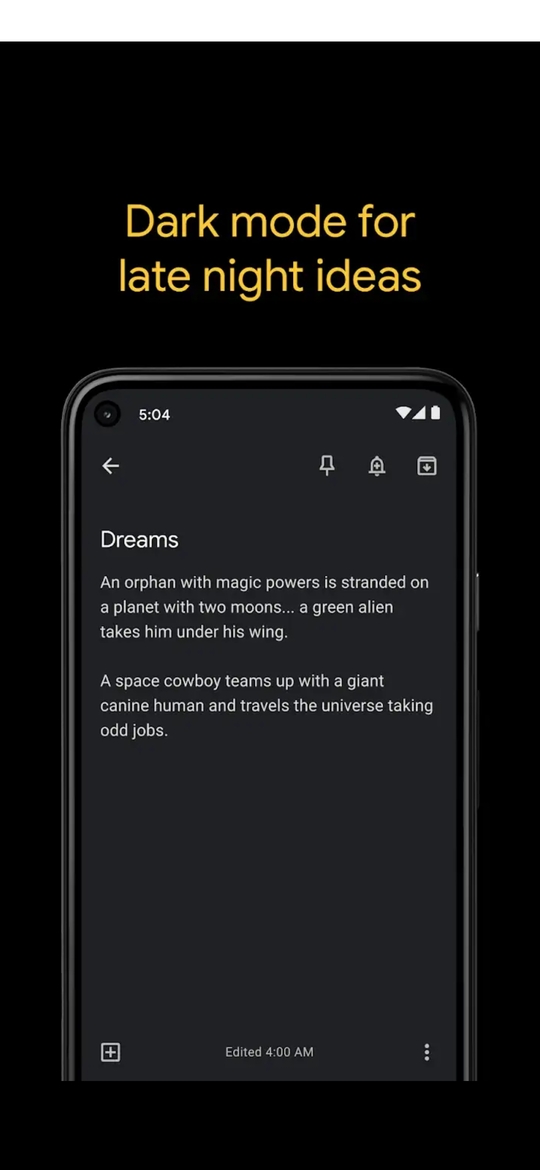 Dark mode for
late night ideas
5:04
Dreams
An orphan with magic powers is stranded on
a planet with two moons... a green alien
takes him under his wing.
A space cowboy teams up with a giant
canine human and travels the universe taking
odd jobs.
Edited 4:00 AM